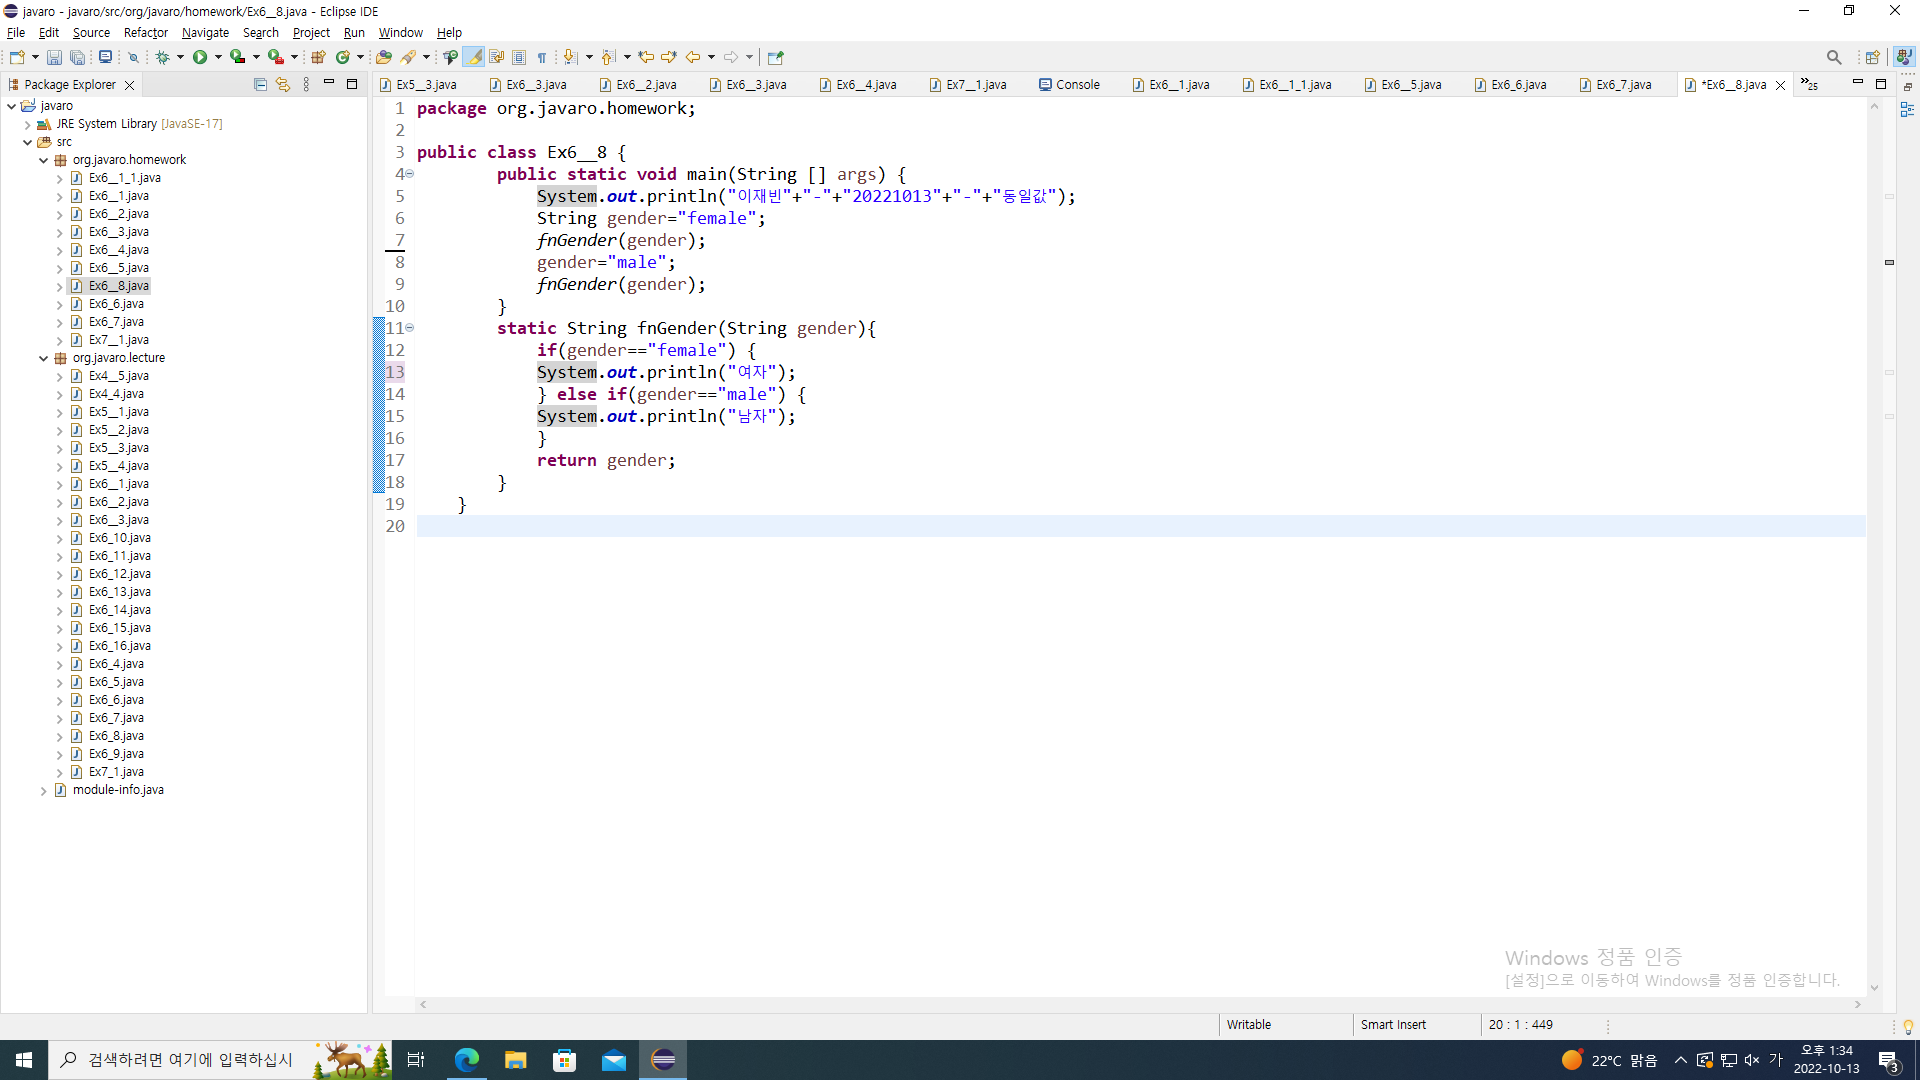 javaro - javaro/src/org/javaro/homework/Ex6__8.java - Eclipse IDE
File Edit Source Refactor Navigate Search Project Run Window Help
Package Explorer
javaro
JRE System Library [JavaSE-17]
src
org.javaro.homework
Ex6__1_1.java
Ex6__1.java
Ex6__2.java
Ex6__3.java
Ex6__4.java
Ex6__5.java
Ex6__8.java
Ex6_6.java
Ex6_7.java
Ex7__1.java
org.javaro.lecture
Ex4__5.java
Ex4_4.java
Ex5__1.java
Ex5__2.java
Ex5__3.java
Ex5__4.java
Ex6__1.java
Ex6__2.java
Ex6__3.java
Ex6_10.java
Ex6_11.java
Ex6_12.java
Ex6_13.java
Ex6_14.java
Ex6_15.java
Ex6_16.java
Ex6_4.java
Ex6_5.java
Ex6_6.java
Ex6_7.java
Ex6_8.java
Ex6_9.java
Ex7_1.java
module-info.java
Ex5__3.java Ex6__3.java Ex6__2.java Ex6__3.java Ex6__4.java Ex7__1.java Console Ex6__1.java Ex6__1_1.java Ex6__5.java Ex6_6.java Ex6_7.java *Ex6__8.java »25
1 package org.javaro.homework;
2
3 public class Ex6__8 {
4 public static void main(String [] args) {
5 System.out.println("이재빈"+"-"+"20221013"+"-"+"동일값");
6 String gender="female";
7 fnGender(gender);
8 gender="male";
9 fnGender(gender);
10 }
11 static String fnGender(String gender){
12 if(gender=="female") {
13 System.out.println("여자");
14 } else if(gender=="male") {
15 System.out.println("남자");
16 }
17 return gender;
18 }
19 }
20
Windows 정품 인증
[설정]으로 이동하여 Windows를 정품 인증합니다.
Writable Smart Insert 20 : 1 : 449
검색하려면 여기에 입력하십시
22°C 맑음 가 오후 1:34
2022-10-13
3